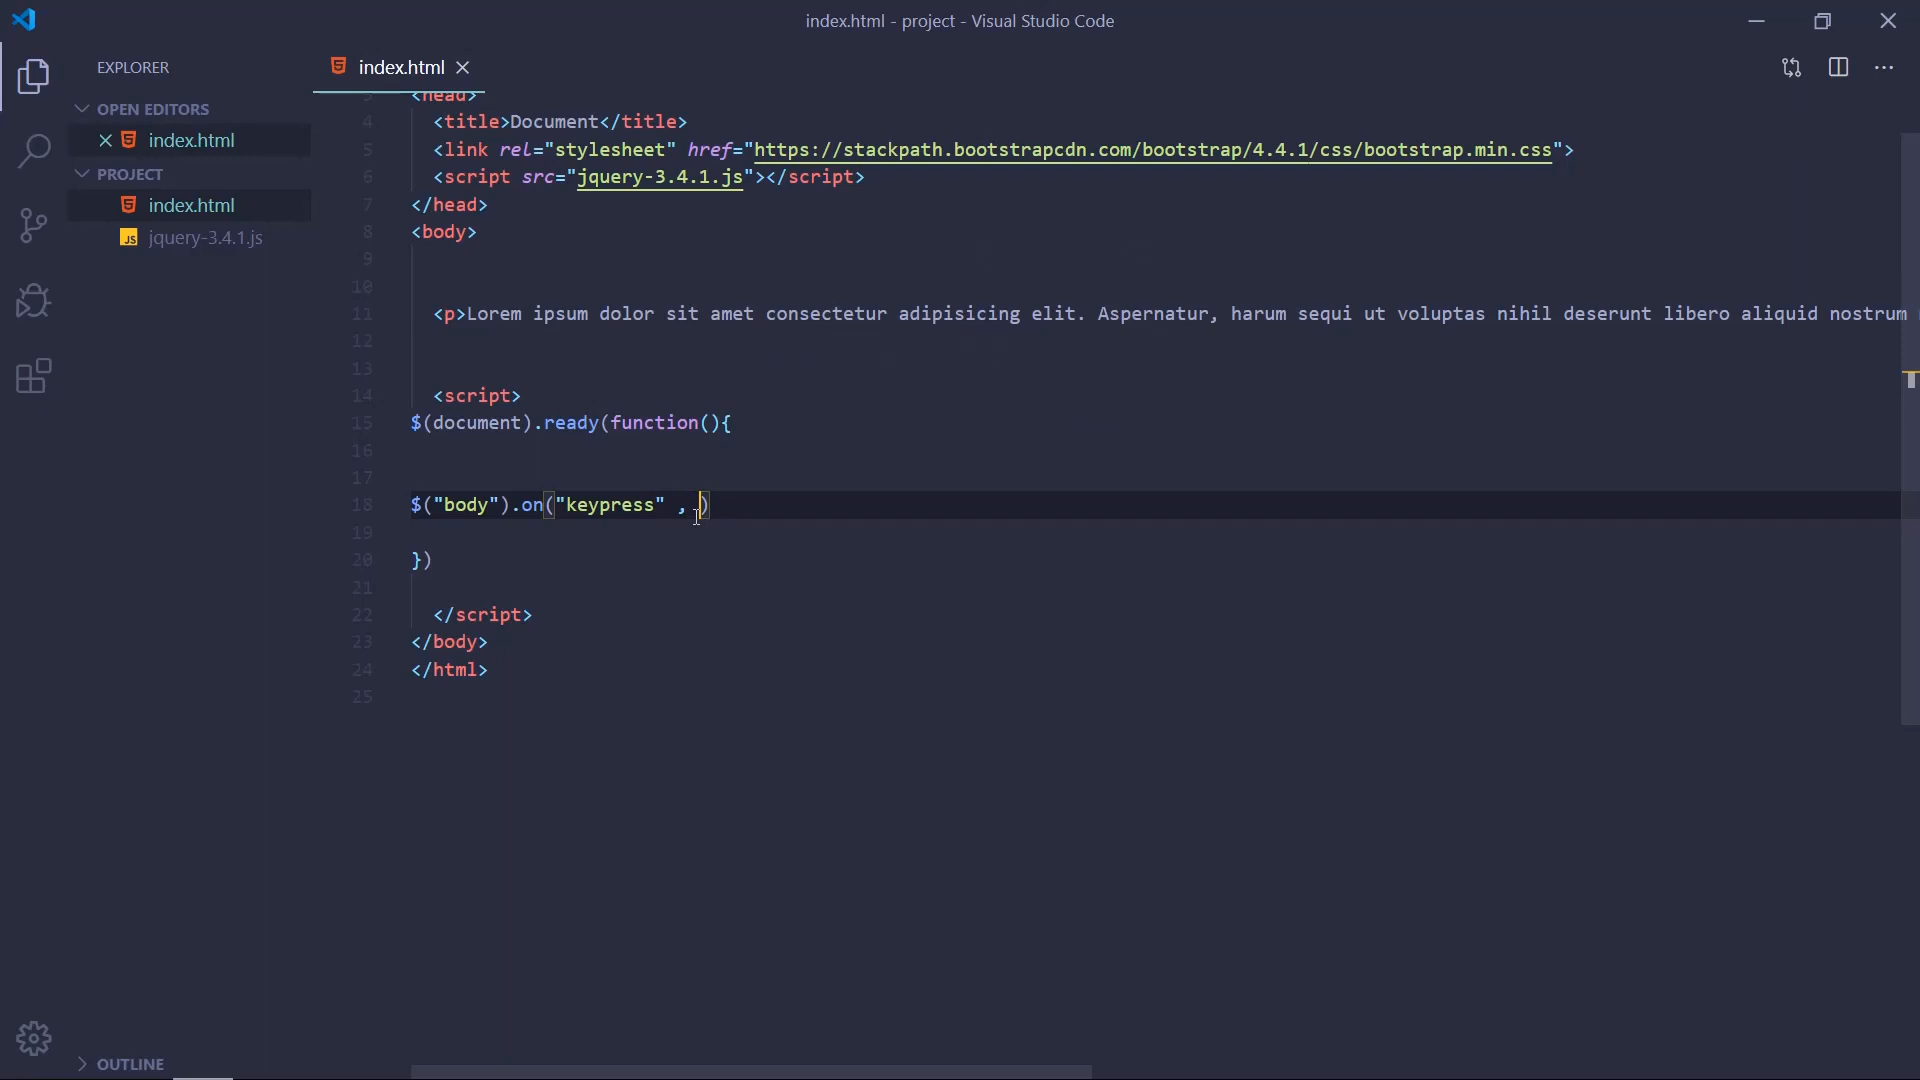 index.html - project - Visual Studio Code
EXPLORER
index.html
OPEN EDITORS
index.html
PROJECT
index.html
JS jquery-3.4.1.js
3 <head>
4 <title>Document</title>
5 <link rel="stylesheet" href="https://stackpath.bootstrapcdn.com/bootstrap/4.4.1/css/bootstrap.min.css">
6 <script src="jquery-3.4.1.js"></script>
7 </head>
8 <body>
9
10
11 <p>Lorem ipsum dolor sit amet consectetur adipisicing elit. Aspernatur, harum sequi ut voluptas nihil deserunt libero aliquid nostrum
12
13
14 <script>
15 $(document).ready(function(){
16
17
18 $("body").on("keypress" , )
19
20 })
21
22 </script>
23 </body>
24 </html>
25
OUTLINE